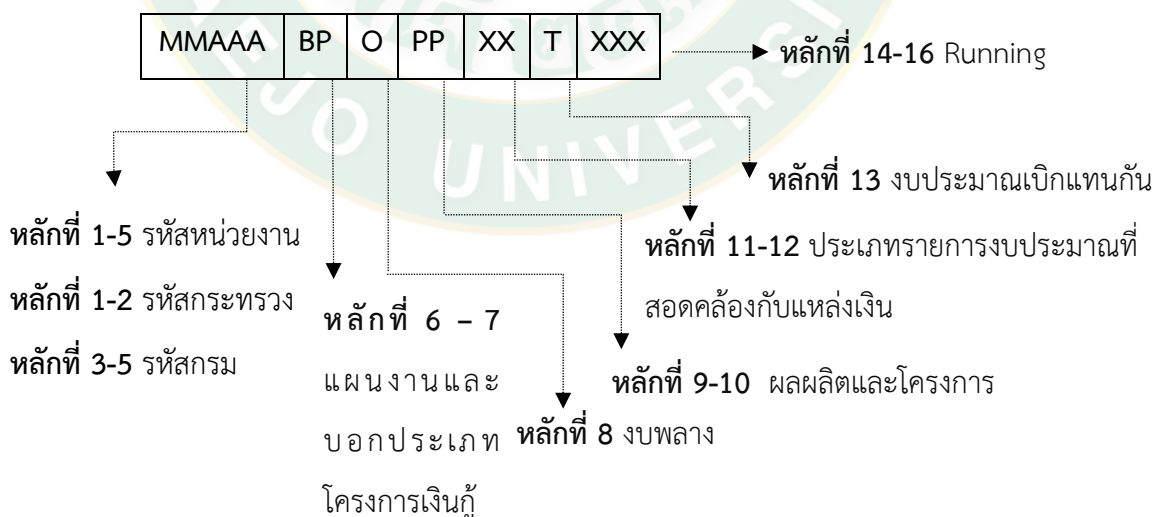 MMAAA BP O PP XX T XXX
หลักที่ 14-16 Running
หลักที่ 13 งบประมาณเบิกแทนกัน
หลักที่ 1-5 รหัสหน่วยงาน
หลักที่ 1-2 รหัสกระทรวง
หลักที่ 3-5 รหัสกรม
หลักที่ 6 – 7
แผนงานและ
บอกประเภท
โครงการเงินกู้
หลักที่ 8 งบพลาง
หลักที่ 9-10 ผลผลิตและโครงการ
หลักที่ 11-12 ประเภทรายการงบประมาณที่
สอดคล้องกับแหล่งเงิน
JO UNIVERSI